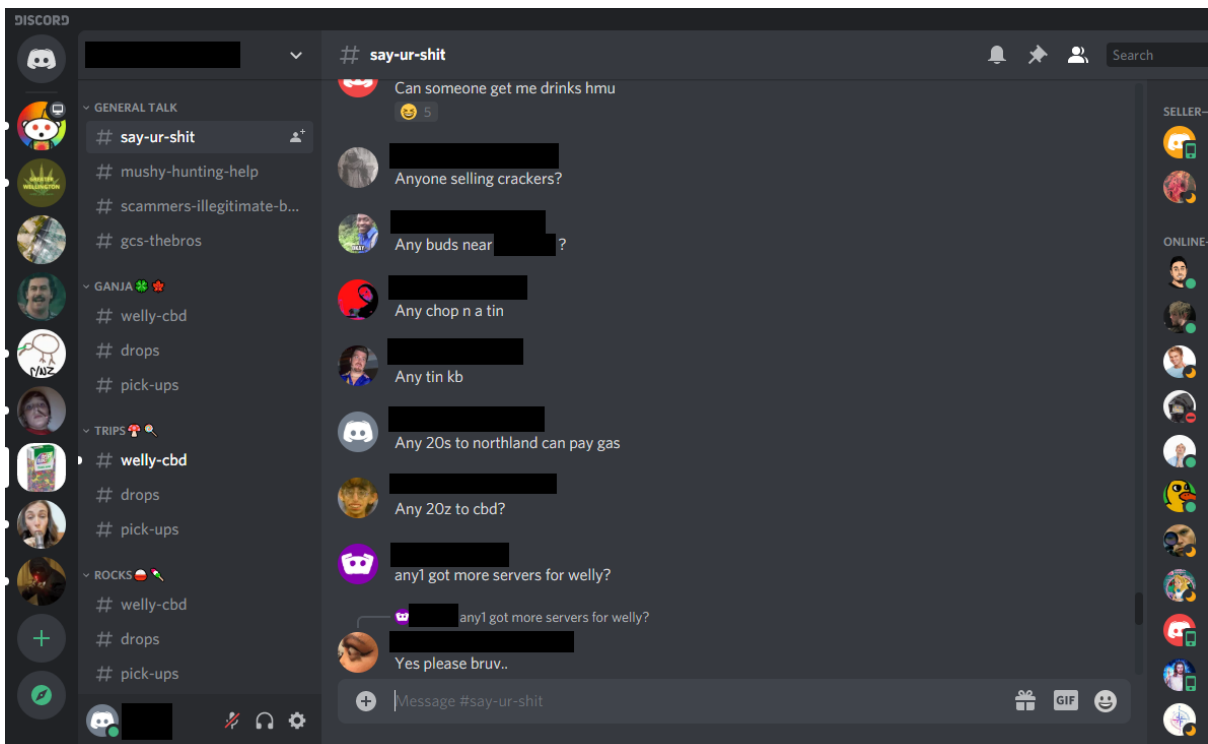 DISCORD
say-ur-shit
Search
GENERAL TALK
say-ur-shit
mushy-hunting-help
scammers-illegitimate-b...
gcs-thebros
GANJA
welly-cbd
drops
pick-ups
TRIPS
welly-cbd
drops
pick-ups
ROCKS
welly-cbd
drops
pick-ups
Can someone get me drinks hmu
5
Anyone selling crackers?
Any buds near ?
Any chop n a tin
Any tin kb
Any 20s to northland can pay gas
Any 20z to cbd?
any1 got more servers for welly?
any1 got more servers for welly?
Yes please bruv..
Message #say-ur-shit
GIF
SELLER—
ONLINE—